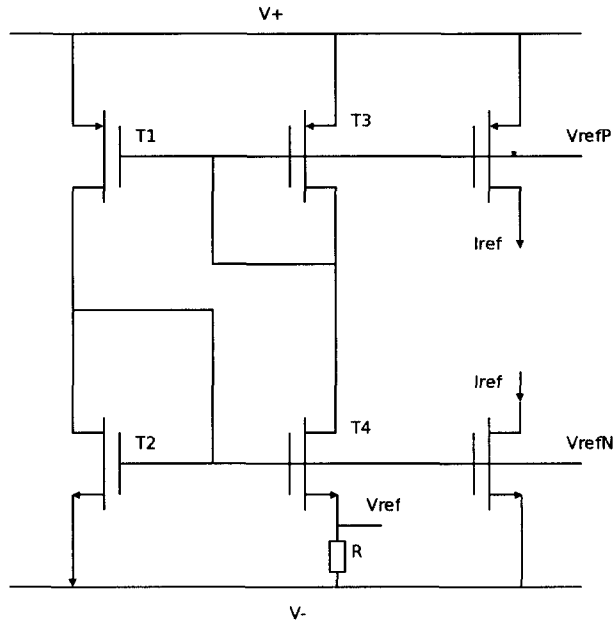 V+
T1
T3
VrefP
Iref
Iref
T2
T4
VrefN
Vref
R
V-